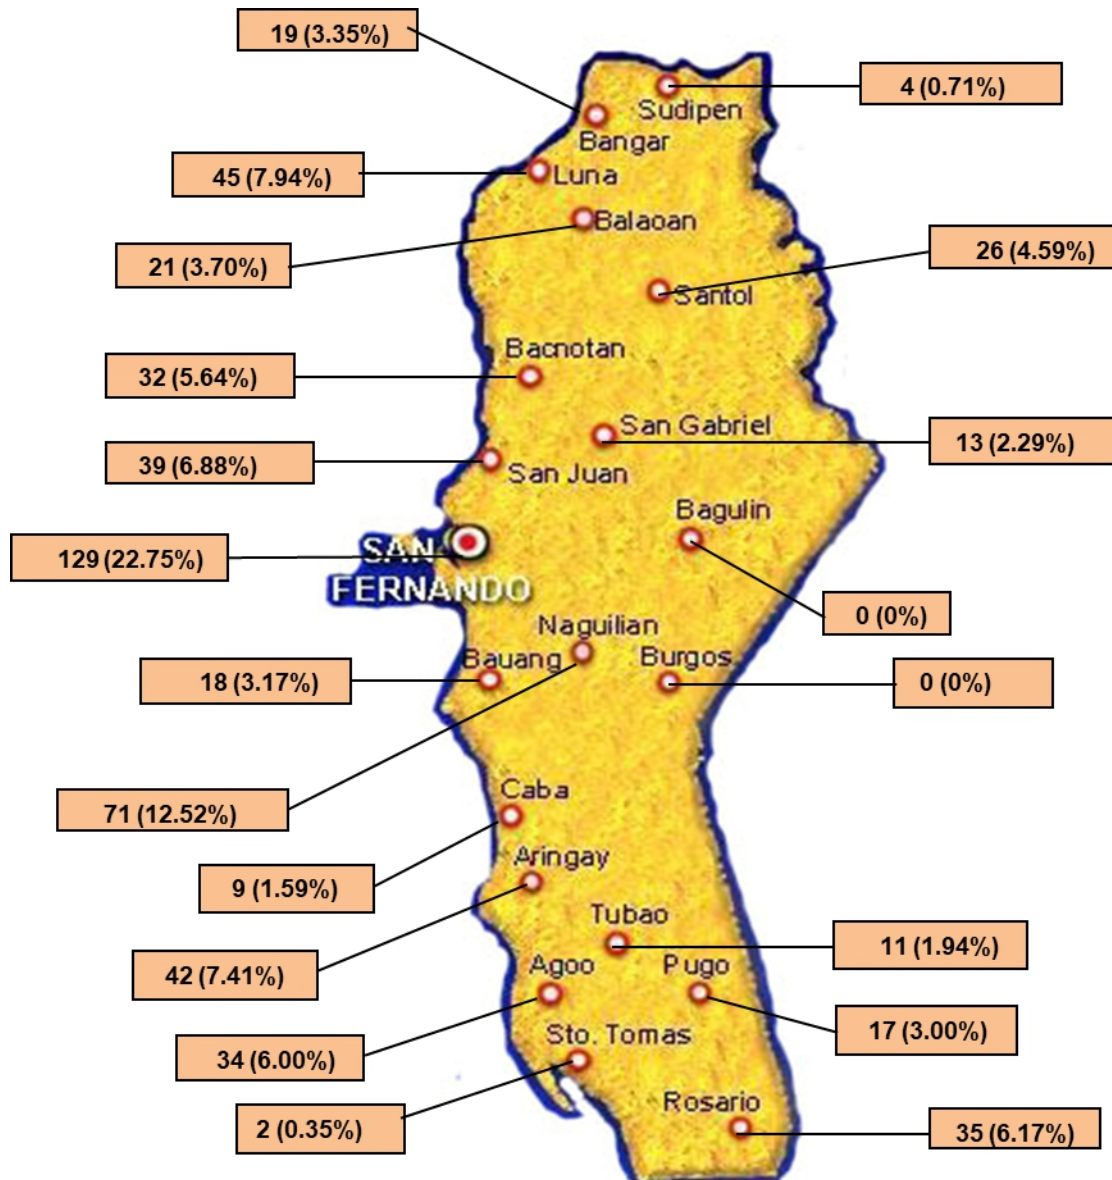 19 (3.35%)
4 (0.71%)
Sudipen
Bangar
45 (7.94%)
Luna
Balaoan
21 (3.70%)
26 (4.59%)
Santol
Bacnotan
32 (5.64%)
San Gabriel
13 (2.29%)
39 (6.88%)
San Juan
Bagulin
129 (22.75%)
SAN
FERNANDO
0 (0%)
Naguilian
Bauang
Burgos
18 (3.17%)
0 (0%)
Caba
71 (12.52%)
Aringay
9 (1.59%)
Tubao
11 (1.94%)
Agoo
Pugo
42 (7.41%)
17 (3.00%)
Sto. Tomas
34 (6.00%)
Rosario
2 (0.35%)
35 (6.17%)